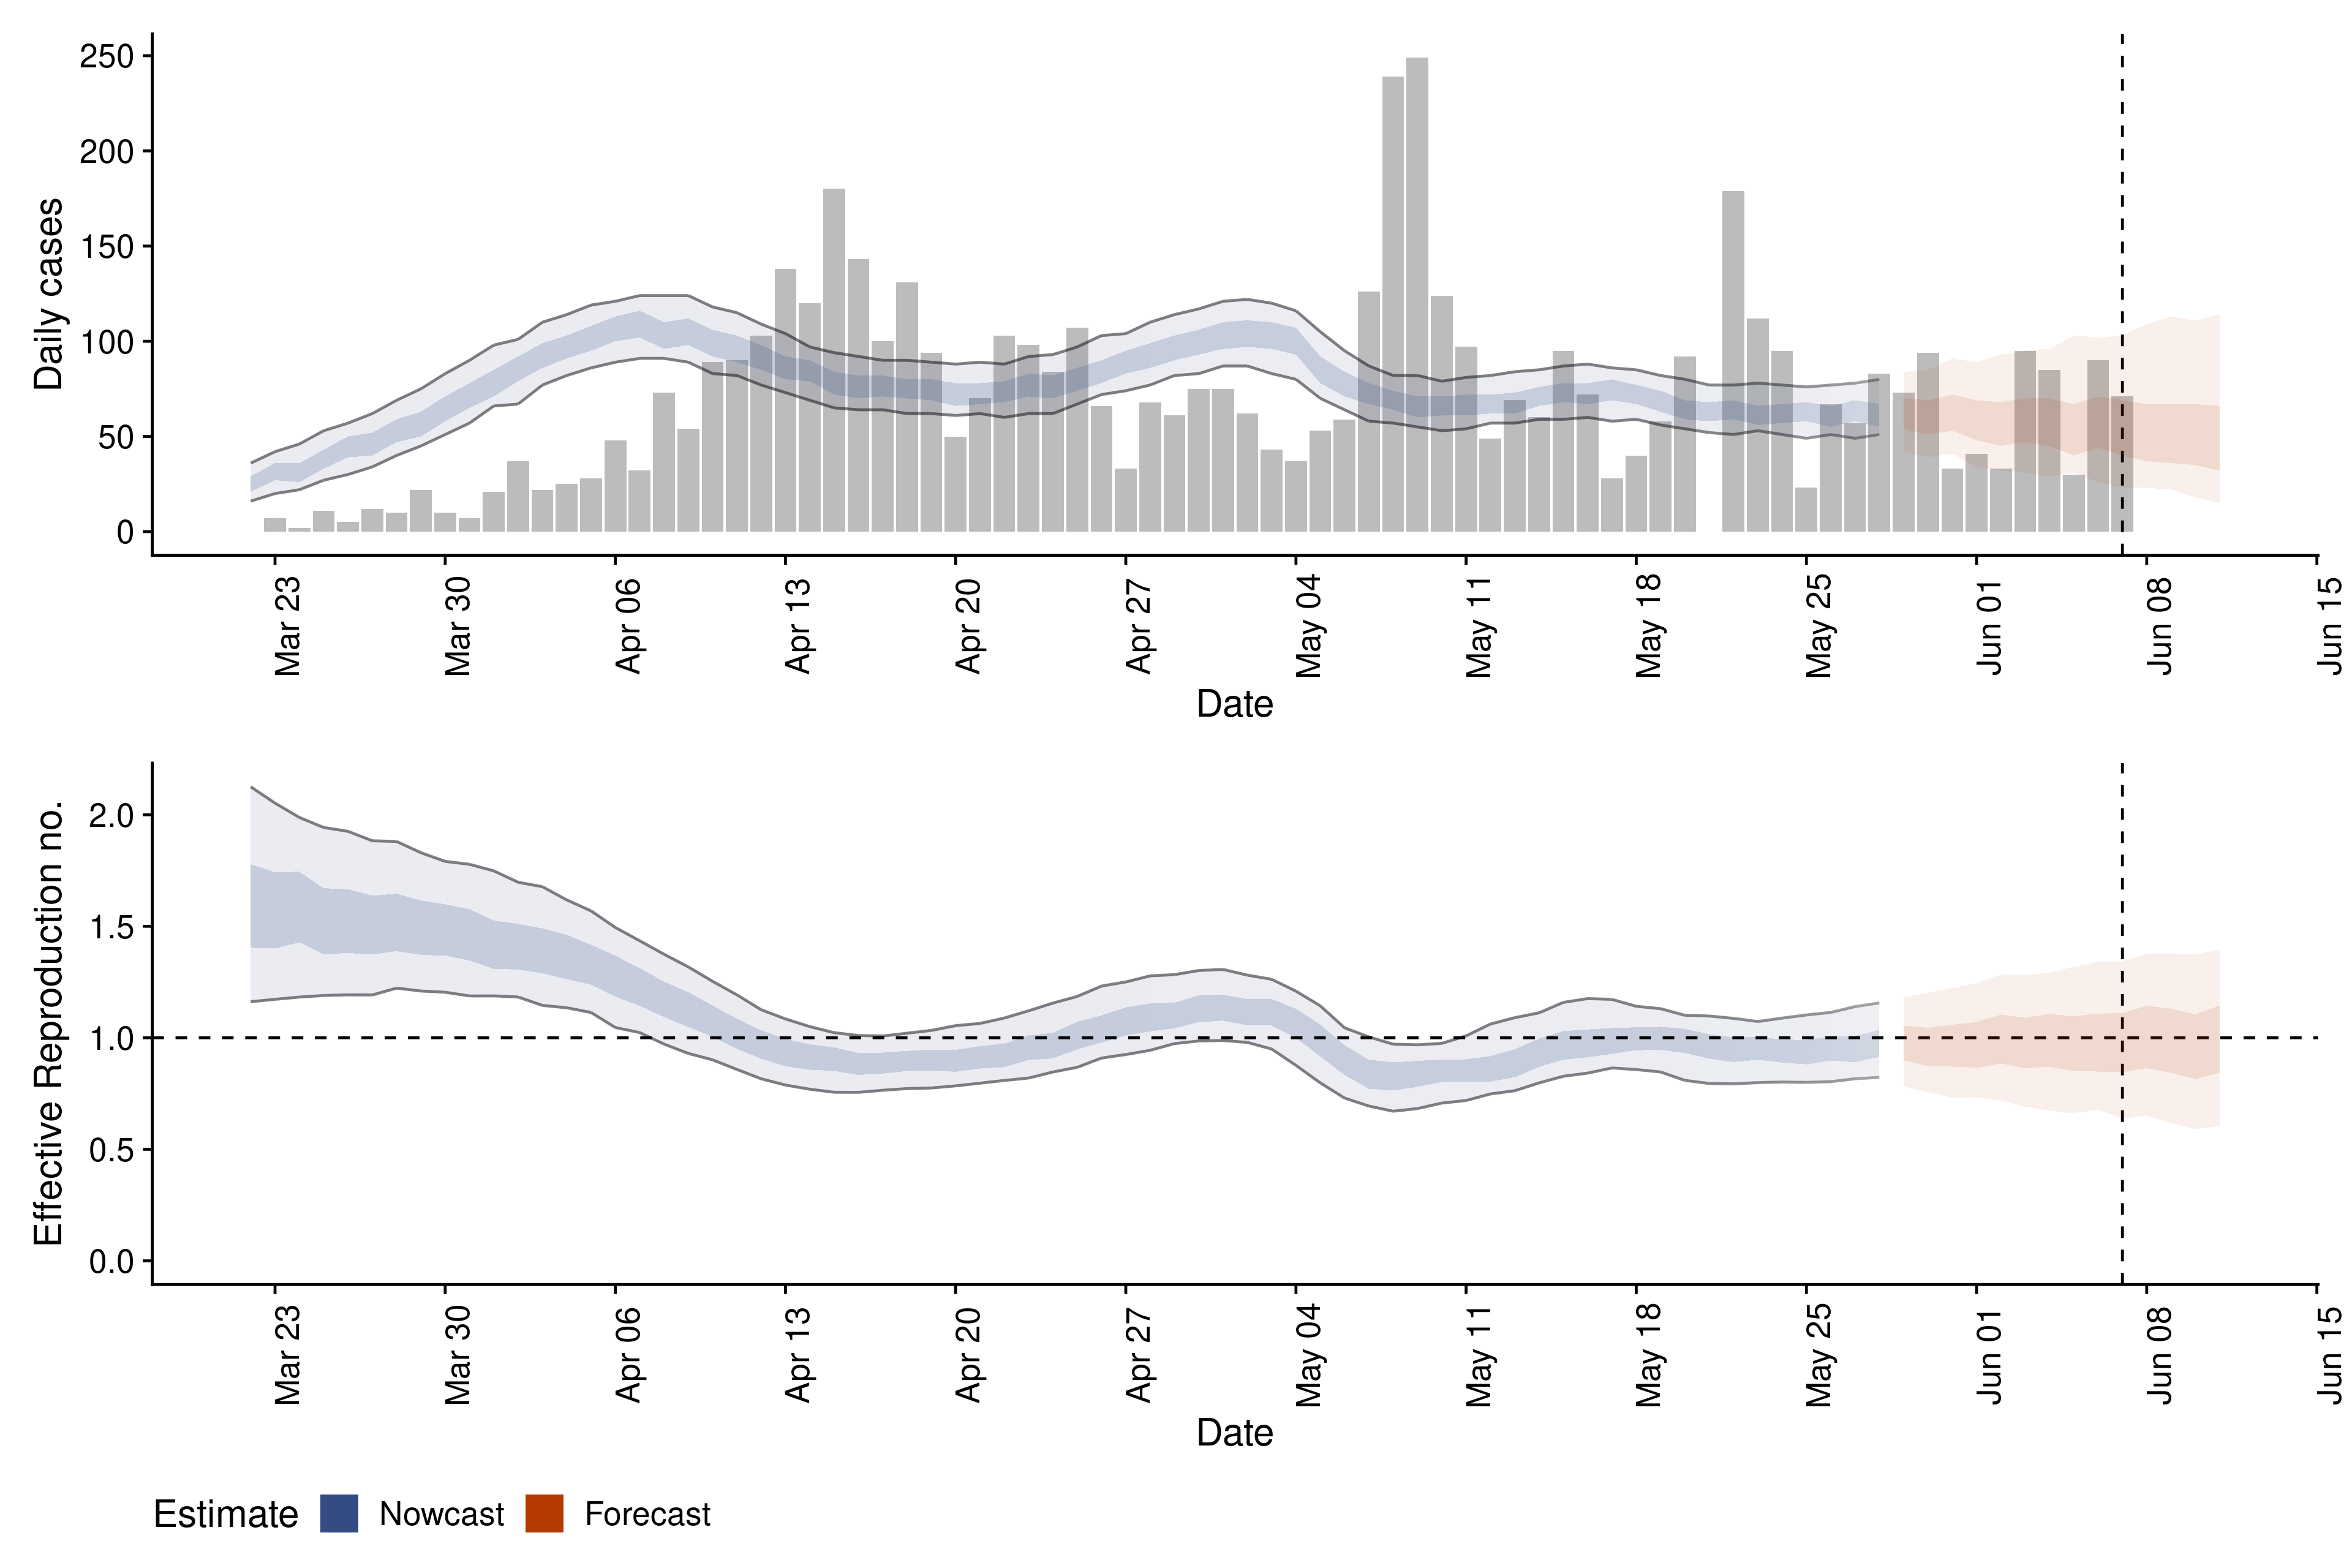 Daily cases
250
200
150
100
50
0
Mar 23
Mar 30
Apr 06
Apr 13
Apr 20
Apr 27
May 04
May 11
May 18
May 25
Jun 01
Jun 08
Jun 15
Date
Effective Reproduction no.
2.0
1.5
1.0
0.5
0.0
Mar 23
Mar 30
Apr 06
Apr 13
Apr 20
Apr 27
May 04
May 11
May 18
May 25
Jun 01
Jun 08
Jun 15
Date
Estimate Nowcast Forecast